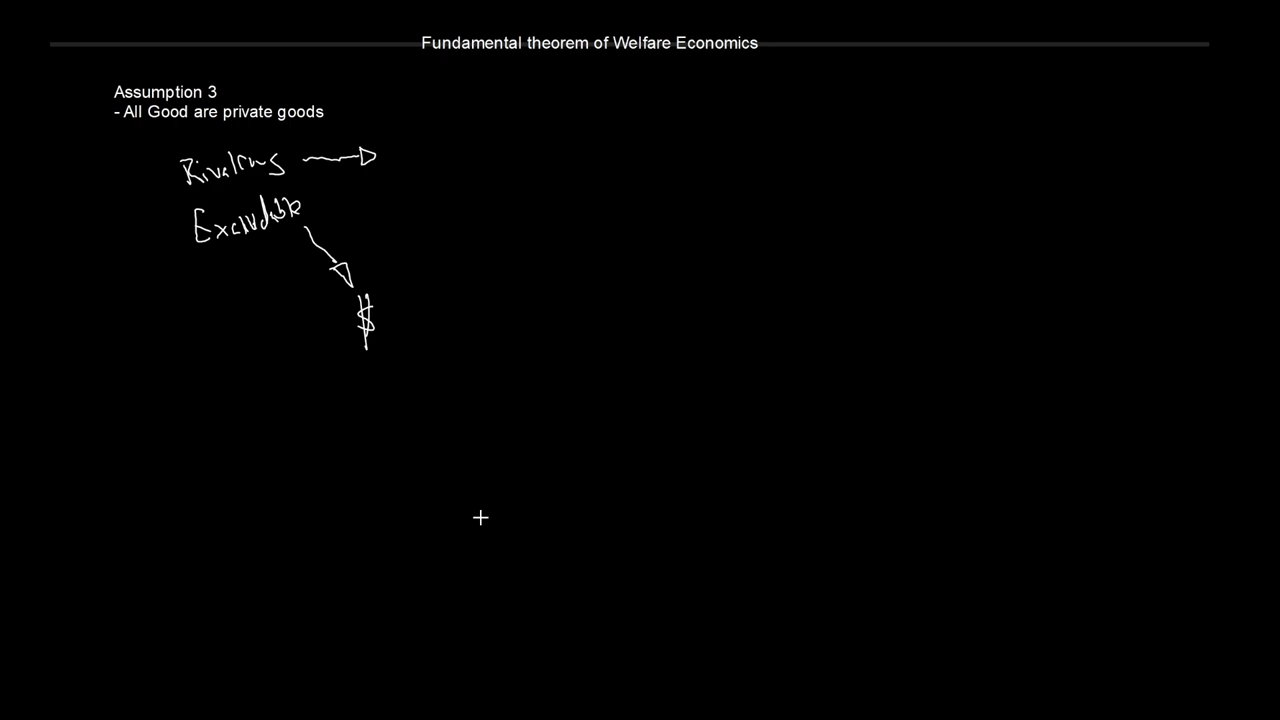 Fundamental theorem of Welfare Economics
Assumption 3
- All Good are private goods
Rivalrous
Excludable
$